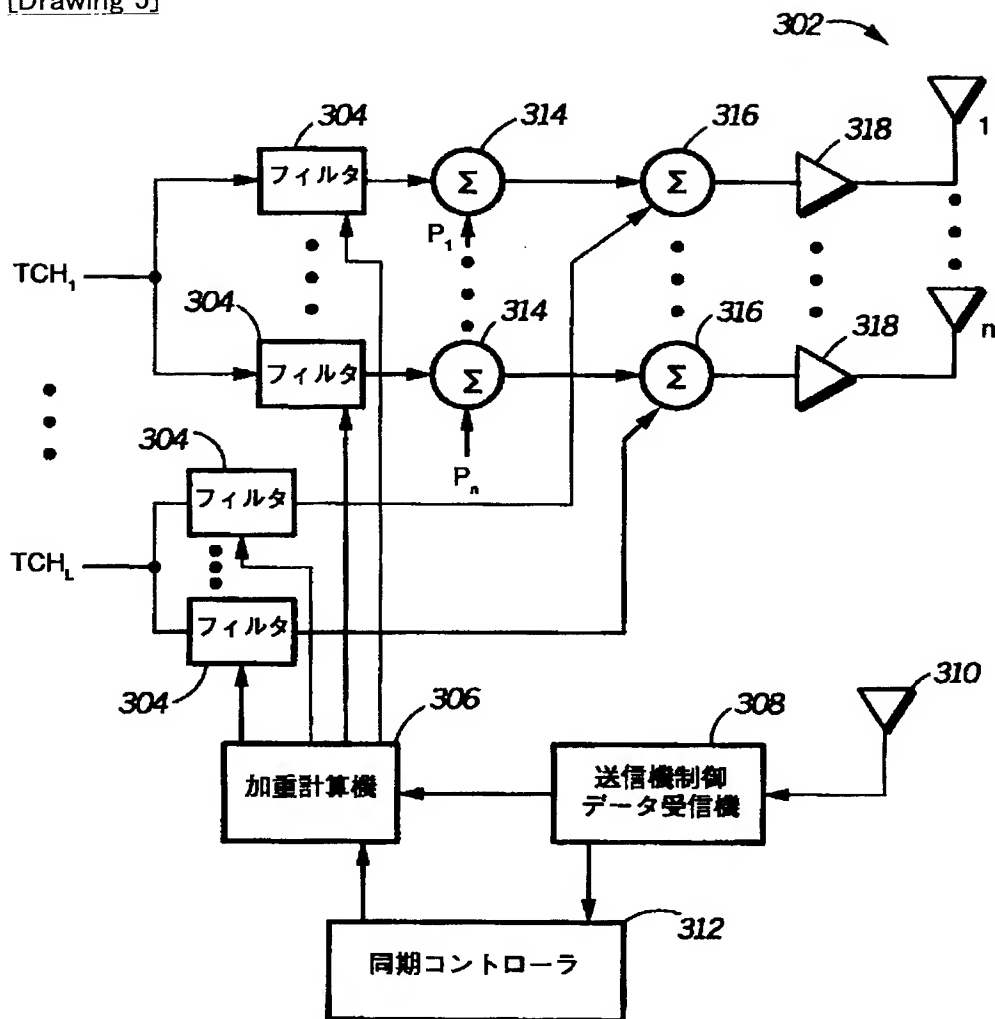 302
304
314
316
318
1
フィルタ
Σ
Σ
P₁
TCH₁
304
314
316
318
n
フィルタ
Σ
Σ
304
Pₙ
フィルタ
TCH_L
フィルタ
304
306
308
310
加重計算機
送信機制御
データ受信機
312
同期コントローラ